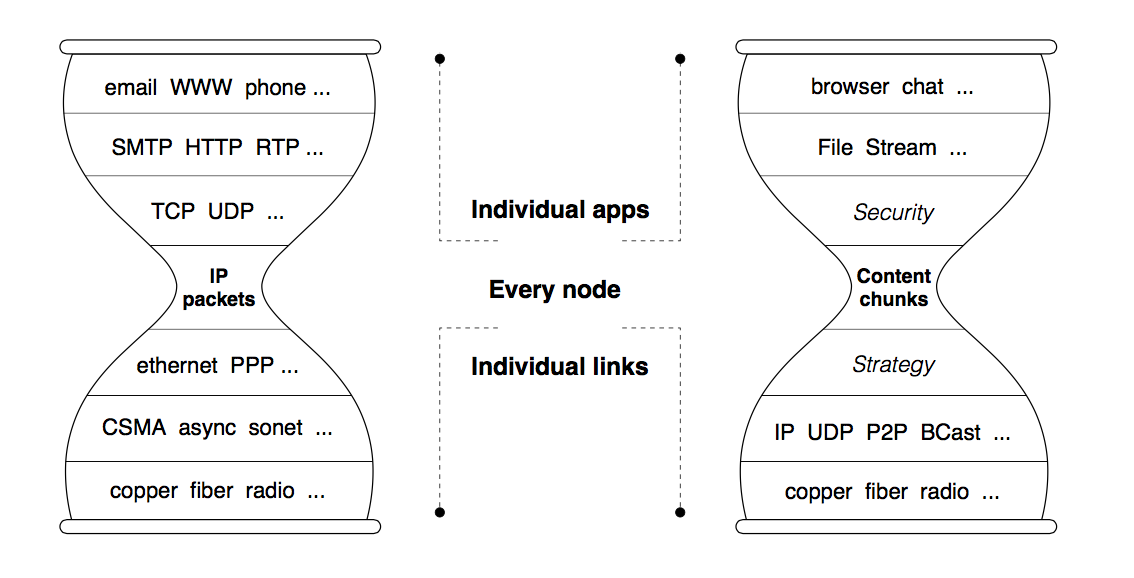 email WWW phone ...
SMTP HTTP RTP ...
TCP UDP ...
IP
packets
ethernet PPP ...
CSMA async sonet ...
copper fiber radio ...
Individual apps
Every node
Individual links
browser chat ...
File Stream ...
Security
Content
chunks
Strategy
IP UDP P2P BCast ...
copper fiber radio ...